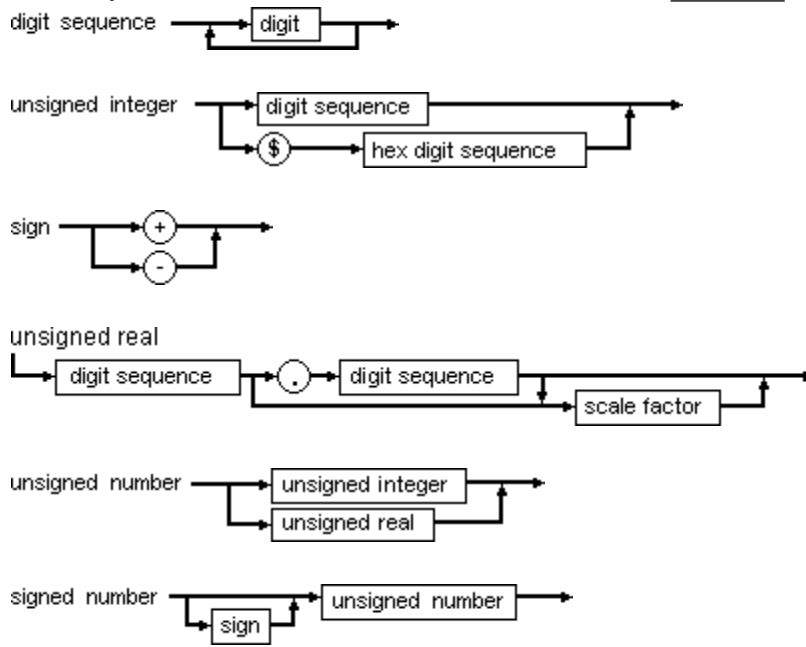 digit sequence digit
unsigned integer digit sequence
$ hex digit sequence
sign +
-
unsigned real
digit sequence . digit sequence
scale factor
unsigned number unsigned integer
unsigned real
signed number unsigned number
sign